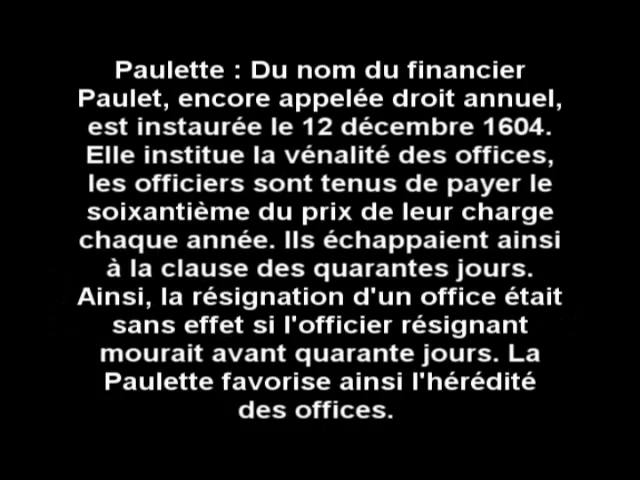 Paulette : Du nom du financier
Paulet, encore appelée droit annuel,
est instaurée le 12 décembre 1604.
Elle institue la vénalité des offices,
les officiers sont tenus de payer le
soixantième du prix de leur charge
chaque année. Ils échappaient ainsi
à la clause des quarantes jours.
Ainsi, la résignation d'un office était
sans effet si l'officier résignant
mourait avant quarante jours. La
Paulette favorise ainsi l'hérédité
des offices.